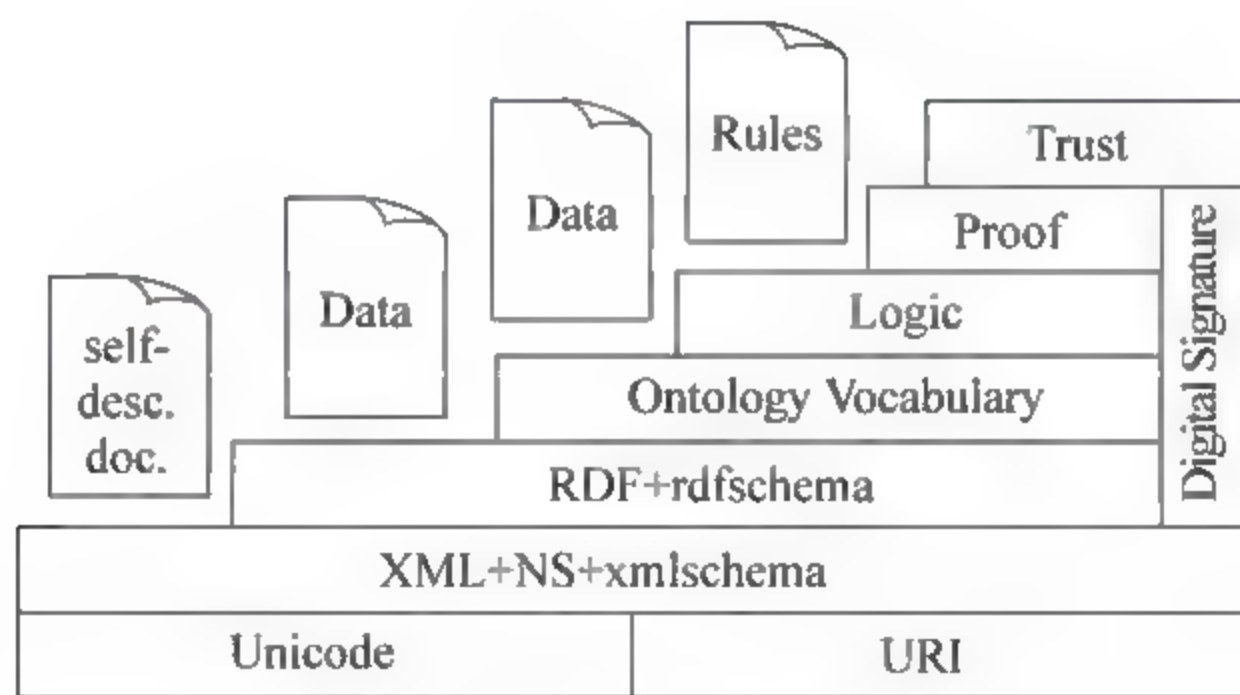 Rules
Trust
Data
Proof
Data
Logic
self-
desc.
doc.
Ontology Vocabulary
Digital Signature
RDF+rdfschema
XML+NS+xmlschema
Unicode
URI